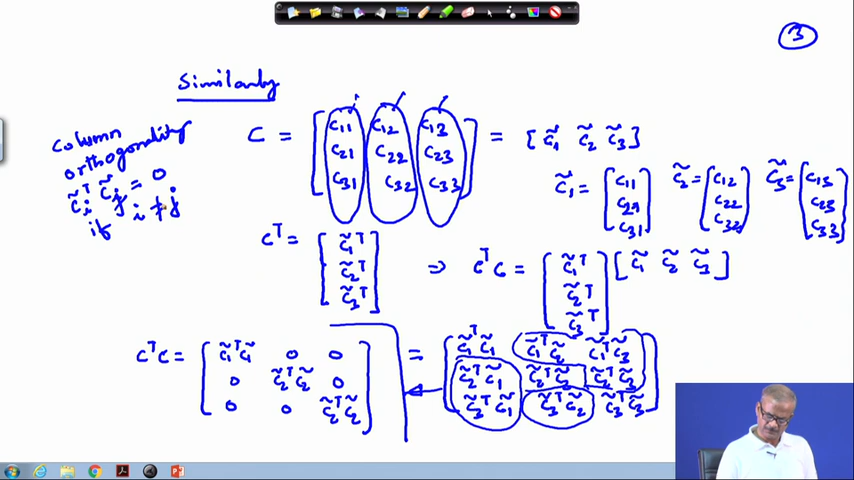 3
Similarly
column orthogonality
c̃ᵢᵀ c̃ⱼ = 0
if i ≠ j
C = [c11 c12 c13
c21 c22 c23
c31 c32 c33] = [c̃1 c̃2 c̃3]
c̃1 = [c11 c21 c31] c̃2 = [c12 c22 c32] c̃3 = [c13 c23 c33]
Cᵀ = [c̃1ᵀ c̃2ᵀ c̃3ᵀ] ⇒ CᵀC = [c̃1ᵀ c̃2ᵀ c̃3ᵀ] [c̃1 c̃2 c̃3]
CᵀC = [c̃1ᵀc̃1 0 0
0 c̃2ᵀc̃2 0
0 0 c̃2ᵀc̃2]
= [c̃1ᵀc̃1 c̃1ᵀc̃2 c̃1ᵀc̃3
c̃2ᵀc̃1 c̃2ᵀc̃2 c̃2ᵀc̃3
c̃3ᵀc̃1 c̃3ᵀc̃2 c̃3ᵀc̃3]